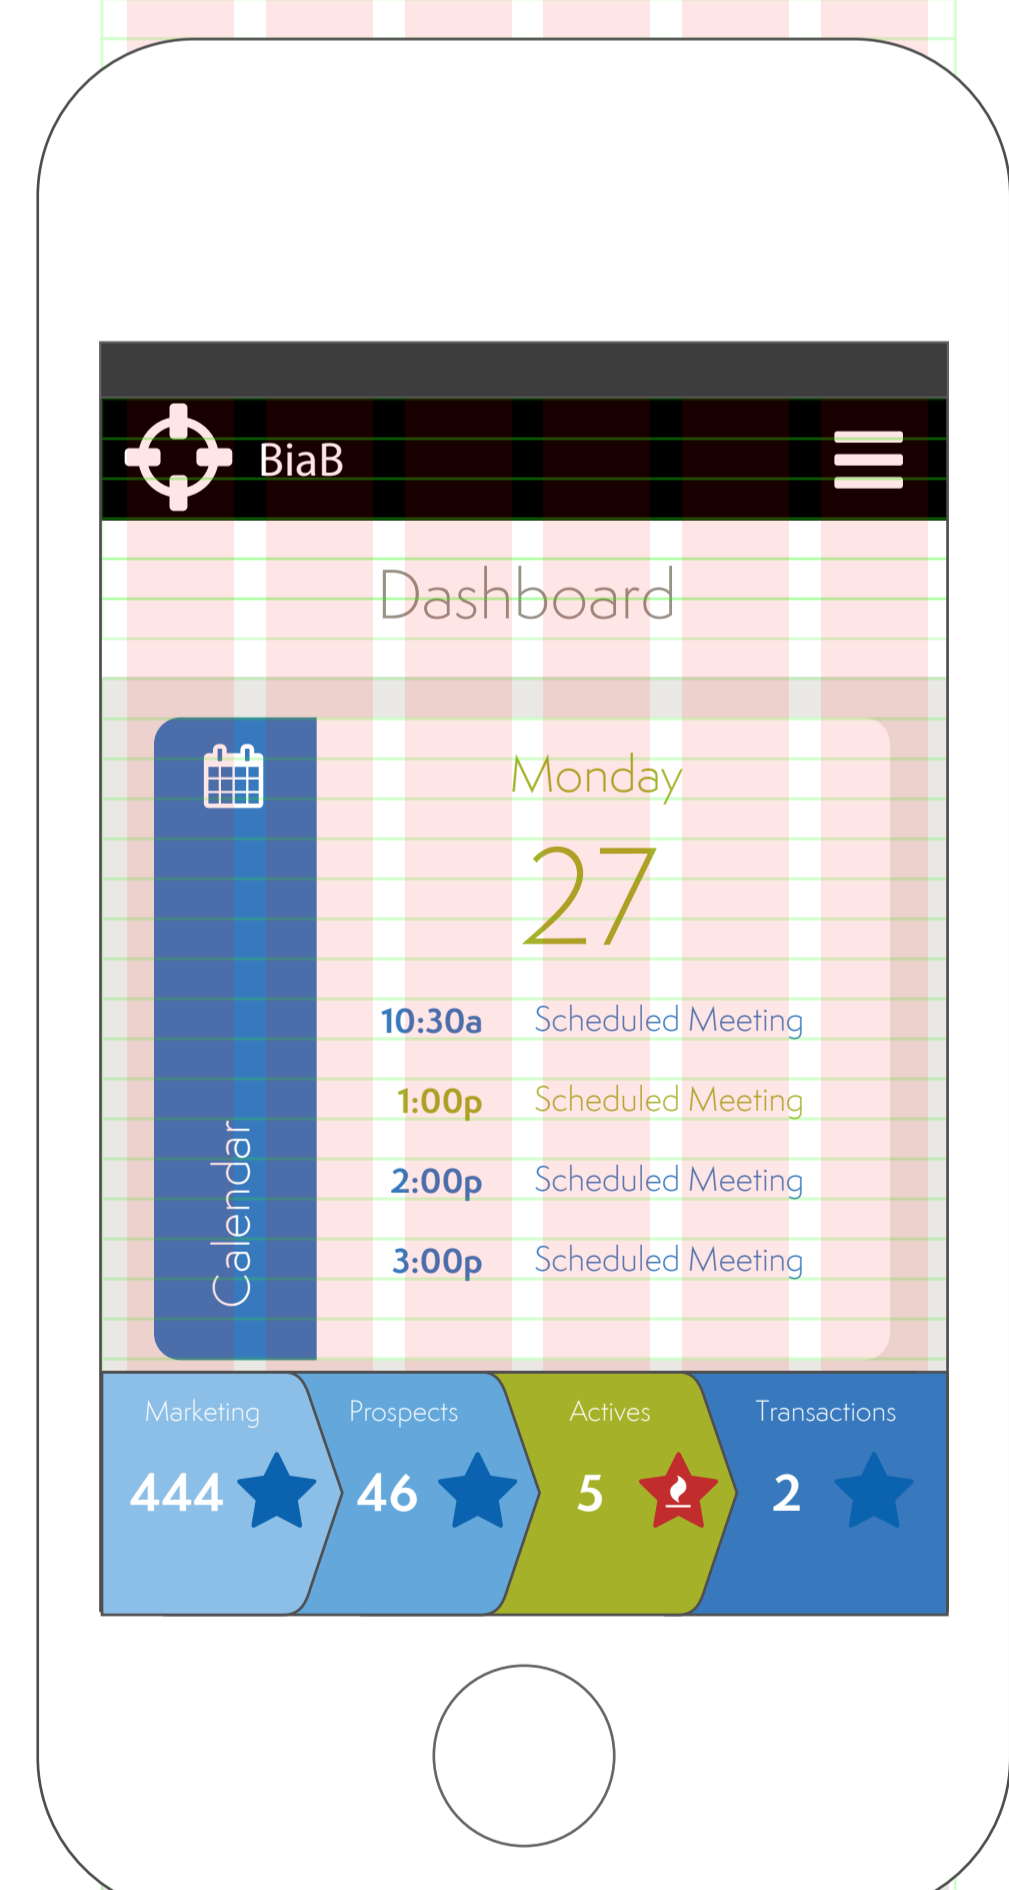 BiaB
Dashboard
Monday
27
10:30a Scheduled Meeting
1:00p Scheduled Meeting
2:00p Scheduled Meeting
3:00p Scheduled Meeting
Calendar
Marketing Prospects Actives Transactions
444 46 5 2